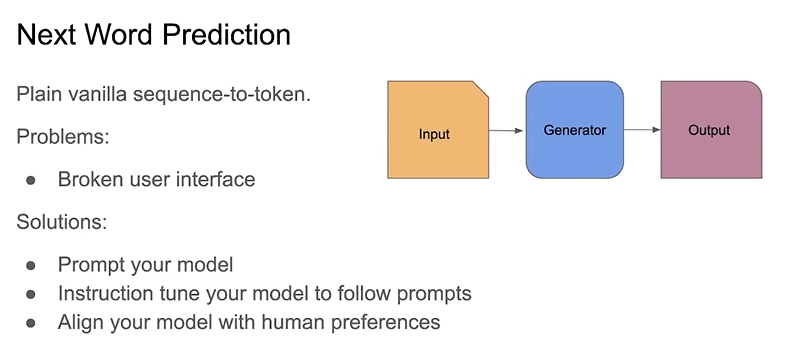 Next Word Prediction
Plain vanilla sequence-to-token.
Problems:
● Broken user interface
Solutions:
● Prompt your model
● Instruction tune your model to follow prompts
● Align your model with human preferences
Input
Generator
Output